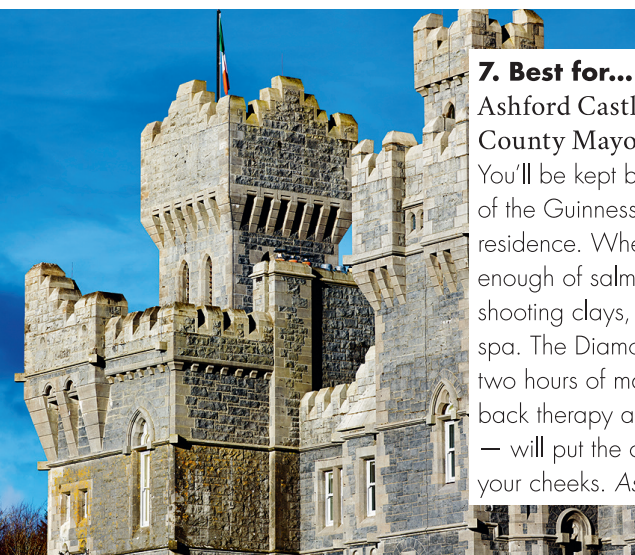 7. Best for...
Ashford Castl
County Mayo
You'll be kept b
of the Guinness
residence. Whe
enough of salm
shooting clays,
spa. The Diamo
two hours of ma
back therapy a
— will put the c
your cheeks. As